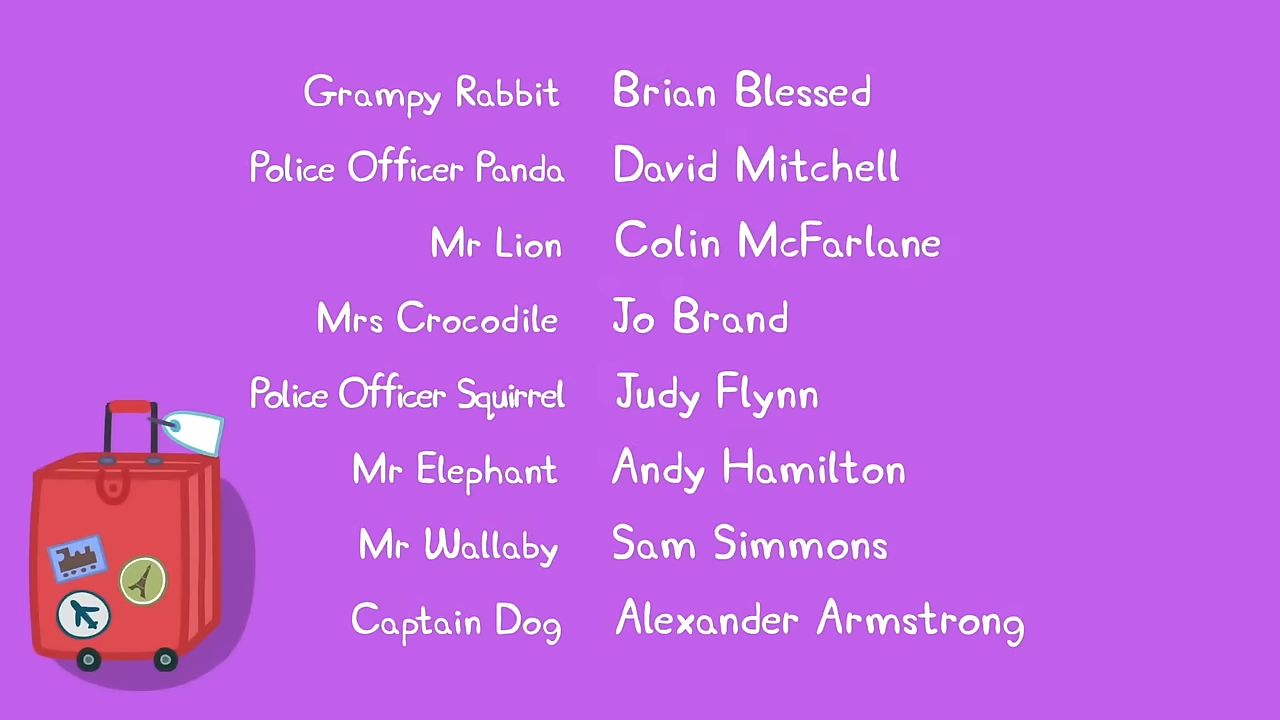 Grampy Rabbit Brian Blessed
Police Officer Panda David Mitchell
Mr Lion Colin McFarlane
Mrs Crocodile Jo Brand
Police Officer Squirrel Judy Flynn
Mr Elephant Andy Hamilton
Mr Wallaby Sam Simmons
Captain Dog Alexander Armstrong